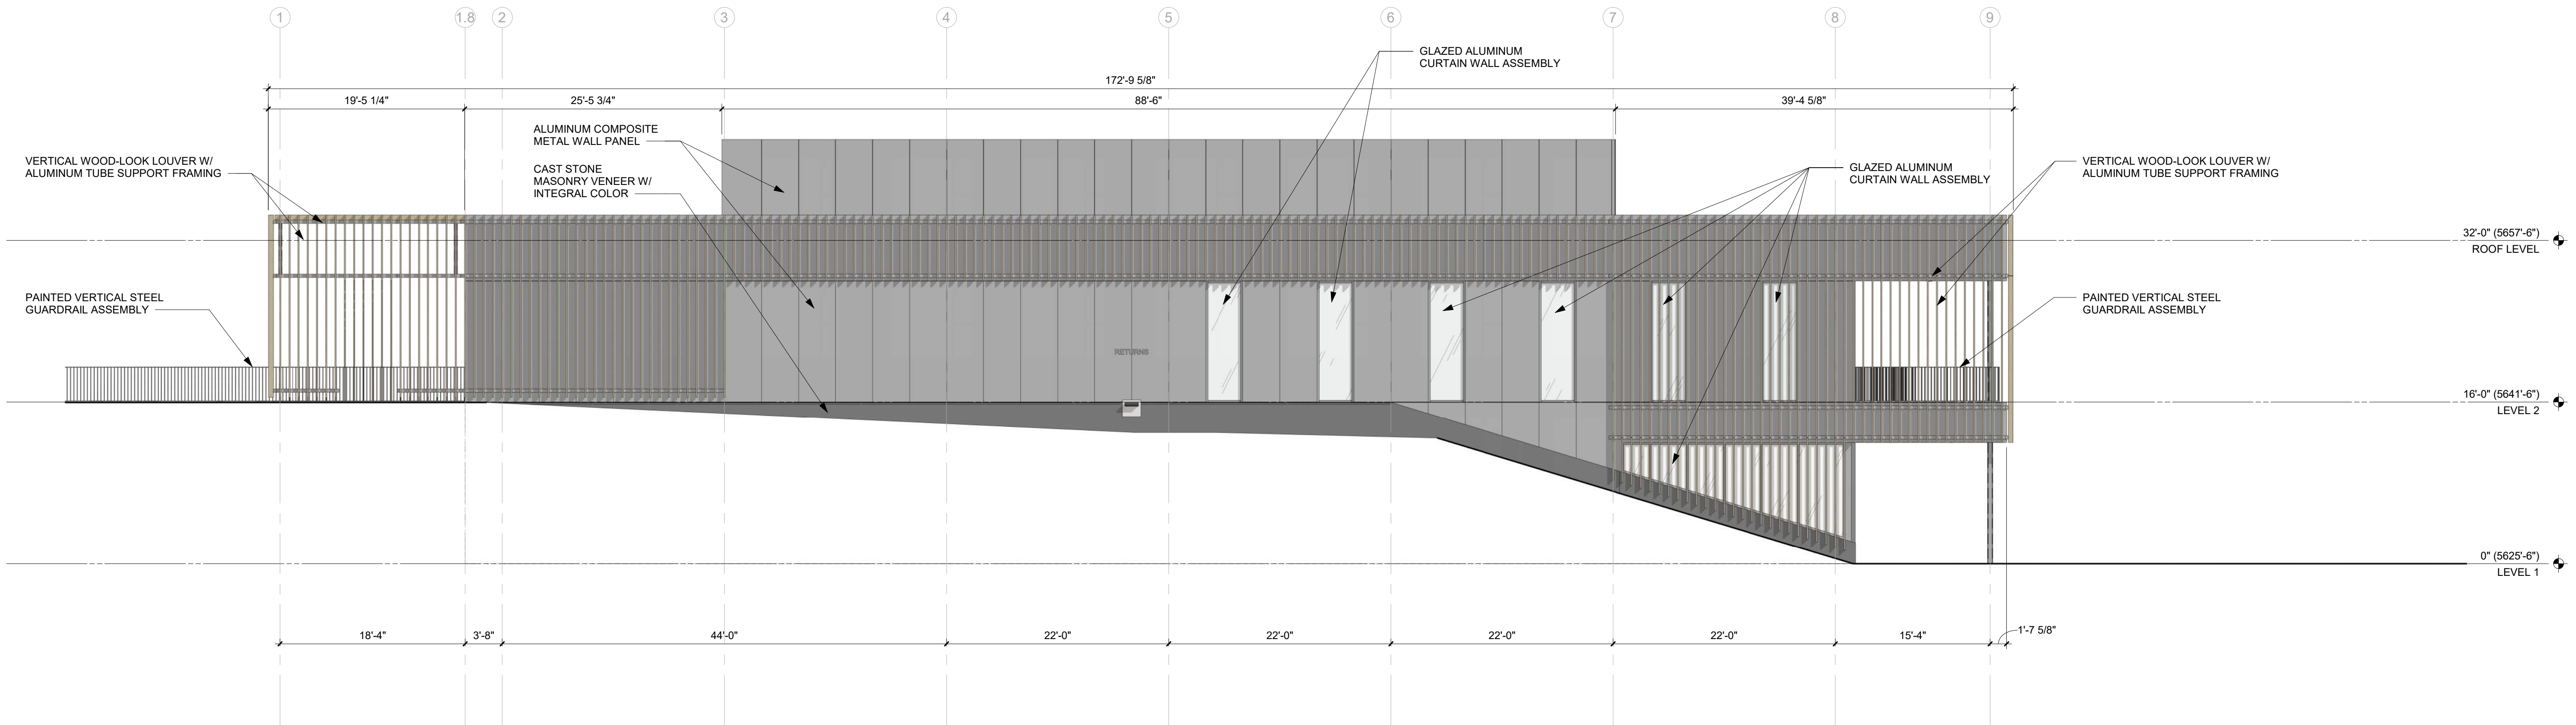 1
1.8
2
3
4
5
6
7
8
9
GLAZED ALUMINUM
CURTAIN WALL ASSEMBLY
172'-9 5/8"
19'-5 1/4"
25'-5 3/4"
88'-6"
39'-4 5/8"
ALUMINUM COMPOSITE
METAL WALL PANEL
VERTICAL WOOD-LOOK LOUVER W/
ALUMINUM TUBE SUPPORT FRAMING
CAST STONE
MASONRY VENEER W/
INTEGRAL COLOR
GLAZED ALUMINUM
CURTAIN WALL ASSEMBLY
VERTICAL WOOD-LOOK LOUVER W/
ALUMINUM TUBE SUPPORT FRAMING
32'-0" (5657'-6")
ROOF LEVEL
PAINTED VERTICAL STEEL
GUARDRAIL ASSEMBLY
PAINTED VERTICAL STEEL
GUARDRAIL ASSEMBLY
RETURNS
16'-0" (5641'-6")
LEVEL 2
0" (5625'-6")
LEVEL 1
18'-4"
3'-8"
44'-0"
22'-0"
22'-0"
22'-0"
22'-0"
15'-4"
1'-7 5/8"